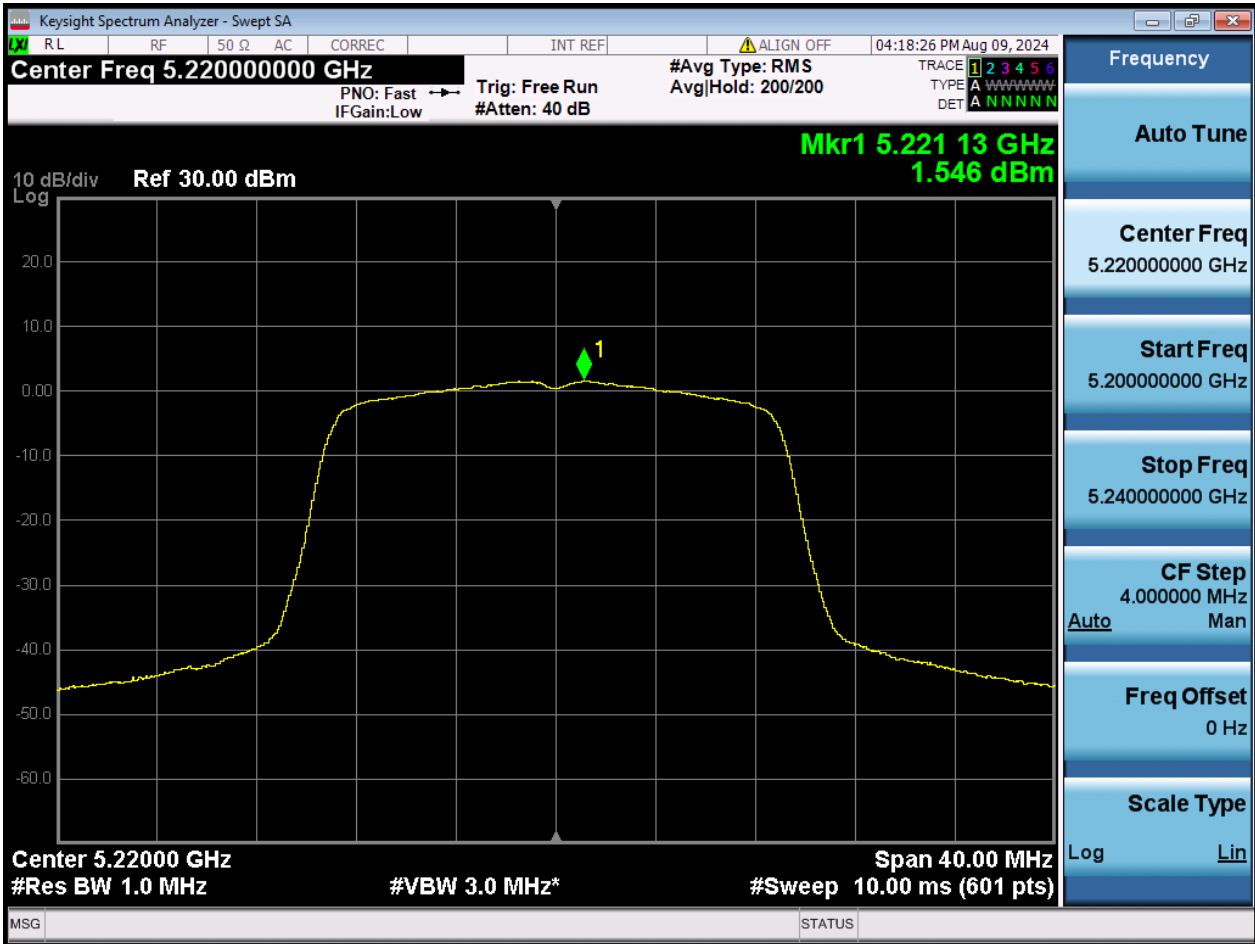 Keysight Spectrum Analyzer - Swept SA
LXI RL RF 50 Ω AC CORREC INT REF ALIGN OFF 04:18:26 PM Aug 09, 2024
Center Freq 5.220000000 GHz
PNO: Fast
IFGain:Low
Trig: Free Run
#Atten: 40 dB
#Avg Type: RMS
Avg|Hold: 200/200
TRACE 1 2 3 4 5 6
TYPE A WWWWW
DET A N N N N N
Mkr1 5.221 13 GHz
1.546 dBm
10 dB/div Ref 30.00 dBm
Log
1
20.0
10.0
0.00
-10.0
-20.0
-30.0
-40.0
-50.0
-60.0
Center 5.22000 GHz Span 40.00 MHz
#Res BW 1.0 MHz #VBW 3.0 MHz* #Sweep 10.00 ms (601 pts)
Frequency
Auto Tune
Center Freq
5.220000000 GHz
Start Freq
5.200000000 GHz
Stop Freq
5.240000000 GHz
CF Step
4.000000 MHz
Auto Man
Freq Offset
0 Hz
Scale Type
Log Lin
MSG STATUS